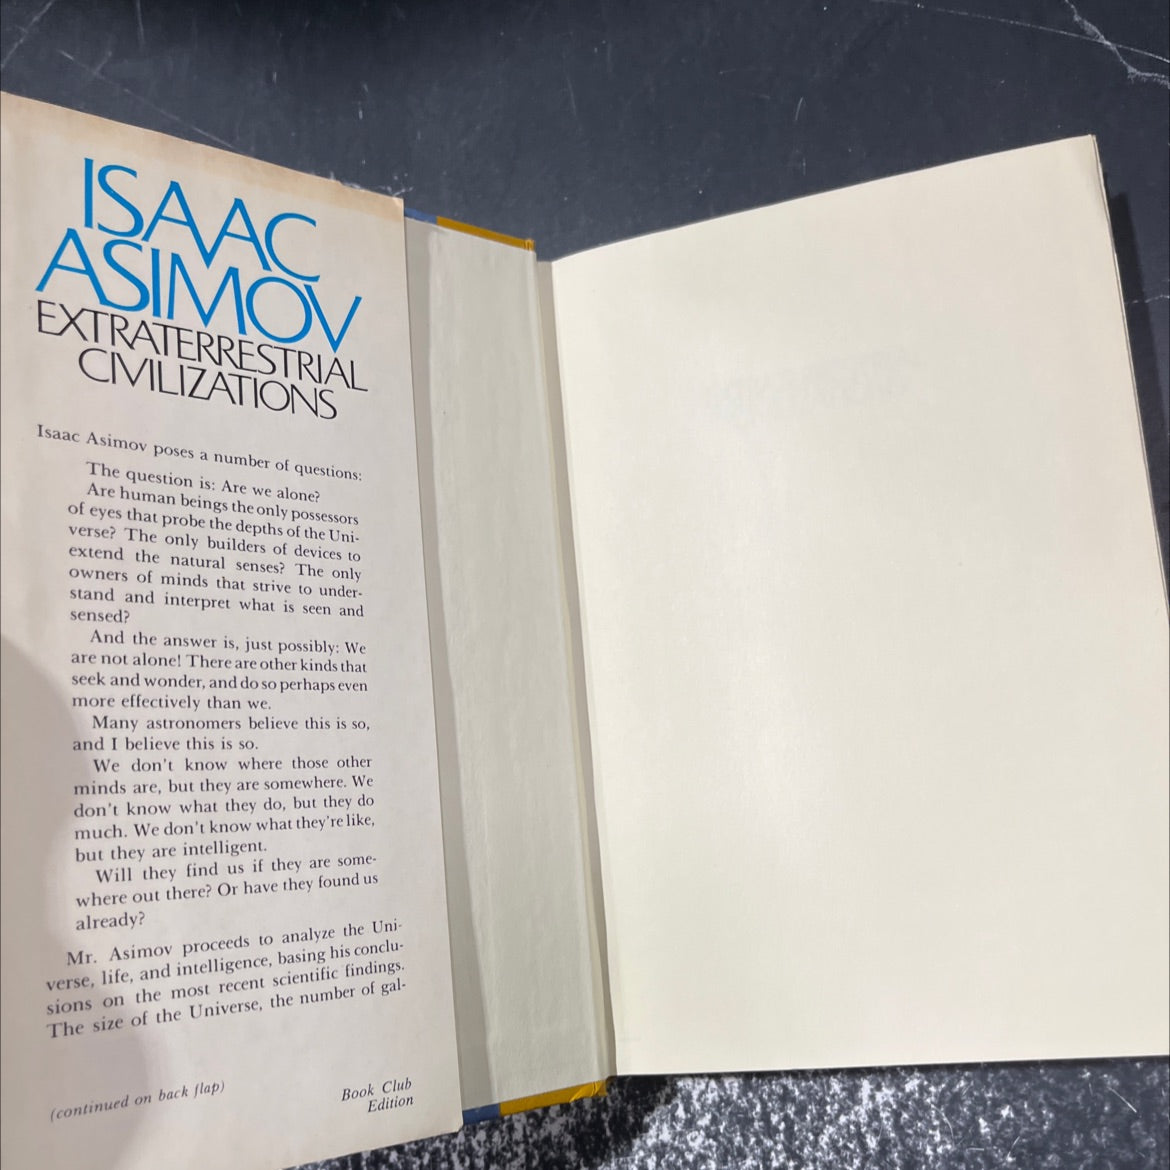 ISAAC
ASIMOV
EXTRATERRESTRIAL
CIVILIZATIONS
Isaac Asimov poses a number of questions:
The question is: Are we alone?
Are human beings the only possessors
of eyes that probe the depths of the Uni-
verse? The only builders of devices to
extend the natural senses? The only
owners of minds that strive to under-
stand and interpret what is seen and
sensed?
And the answer is, just possibly: We
are not alone! There are other kinds that
seek and wonder, and do so perhaps even
more effectively than we.
Many astronomers believe this is so,
and I believe this is so.
We don't know where those other
minds are, but they are somewhere. We
don't know what they do, but they do
much. We don't know what they're like,
but they are intelligent.
Will they find us if they are some-
where out there? Or have they found us
already?
Mr. Asimov proceeds to analyze the Uni-
verse, life, and intelligence, basing his conclu-
sions on the most recent scientific findings.
The size of the Universe, the number of gal-
(continued on back flap)
Book Club
Edition